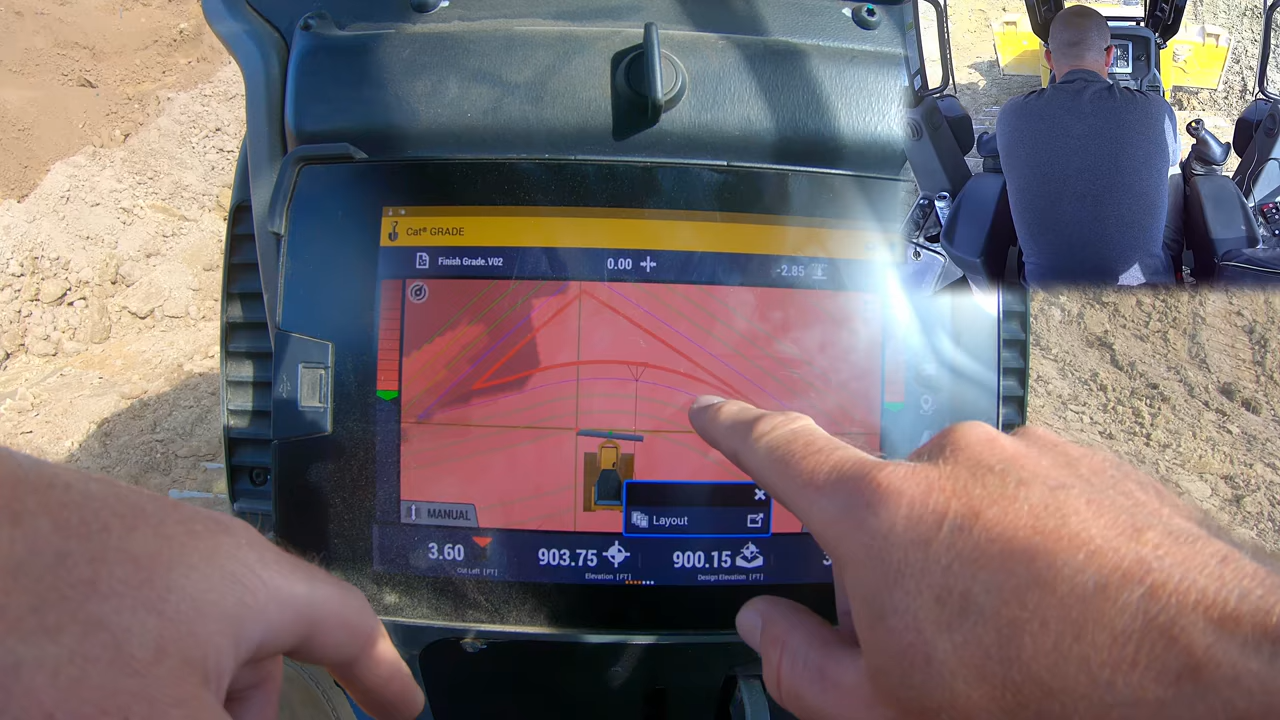 Cat® GRADE
Finish Grade.V02
0.00
-2.85
MANUAL
Layout
3.60
Cut Left [FT]
903.75
Elevation [FT]
900.15
Design Elevation [FT]
3